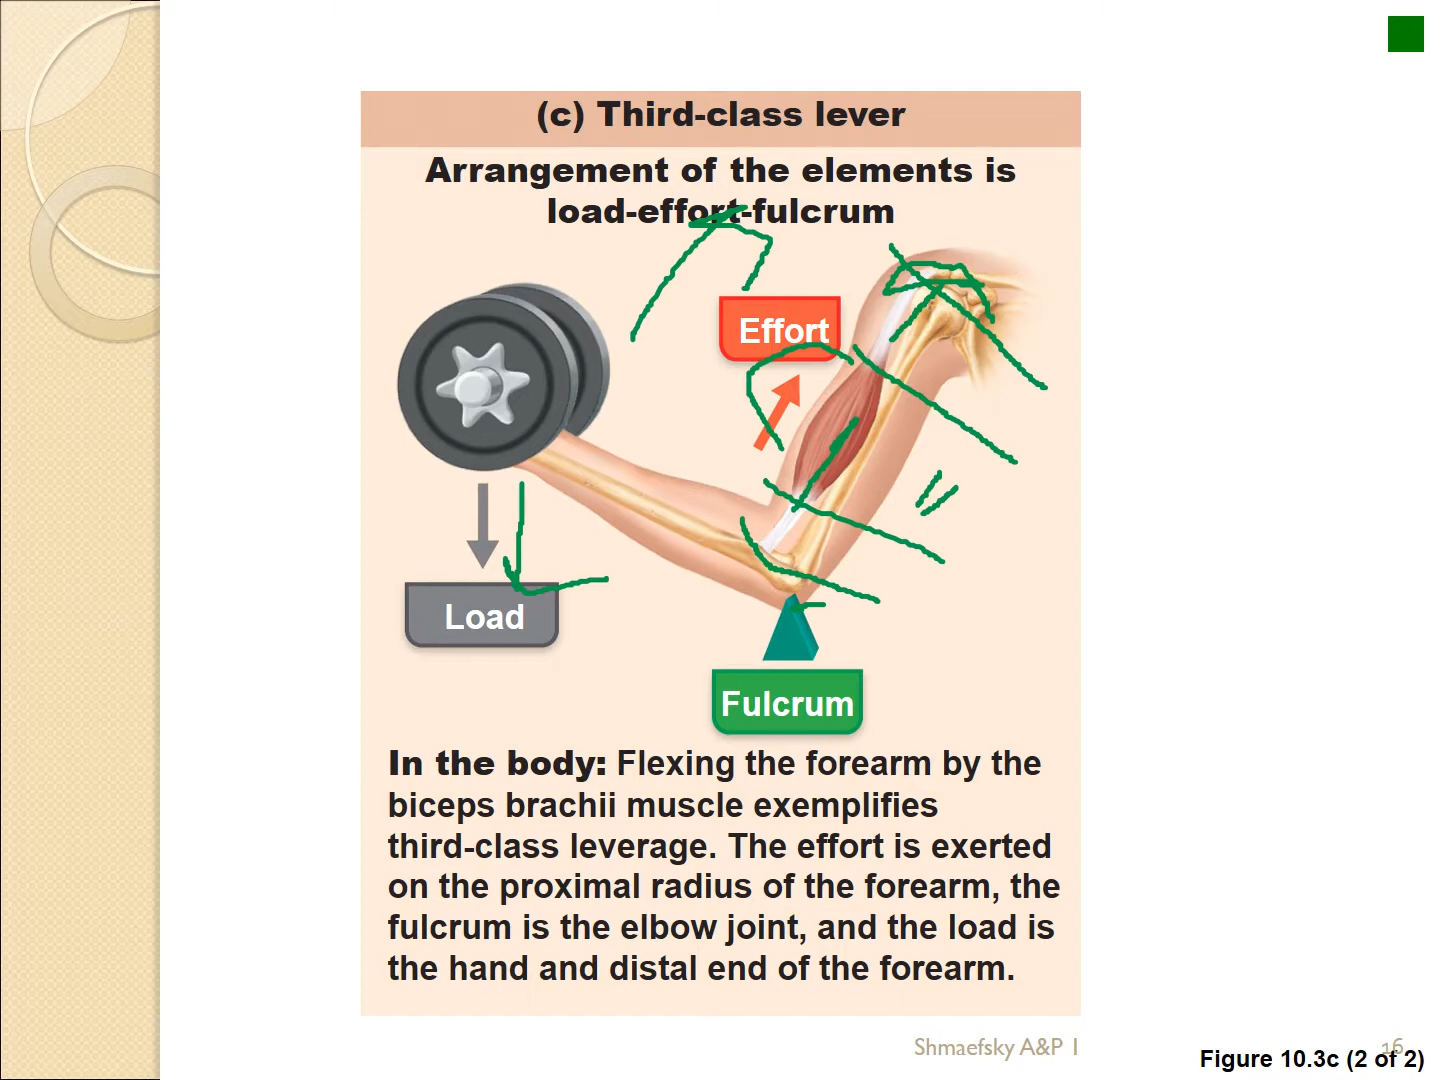 (c) Third-class lever
Arrangement of the elements is
load-effort-fulcrum
Effort
Load
Fulcrum
In the body: Flexing the forearm by the
biceps brachii muscle exemplifies
third-class leverage. The effort is exerted
on the proximal radius of the forearm, the
fulcrum is the elbow joint, and the load is
the hand and distal end of the forearm.
Shmaefsky A&P 1
16
Figure 10.3c (2 of 2)